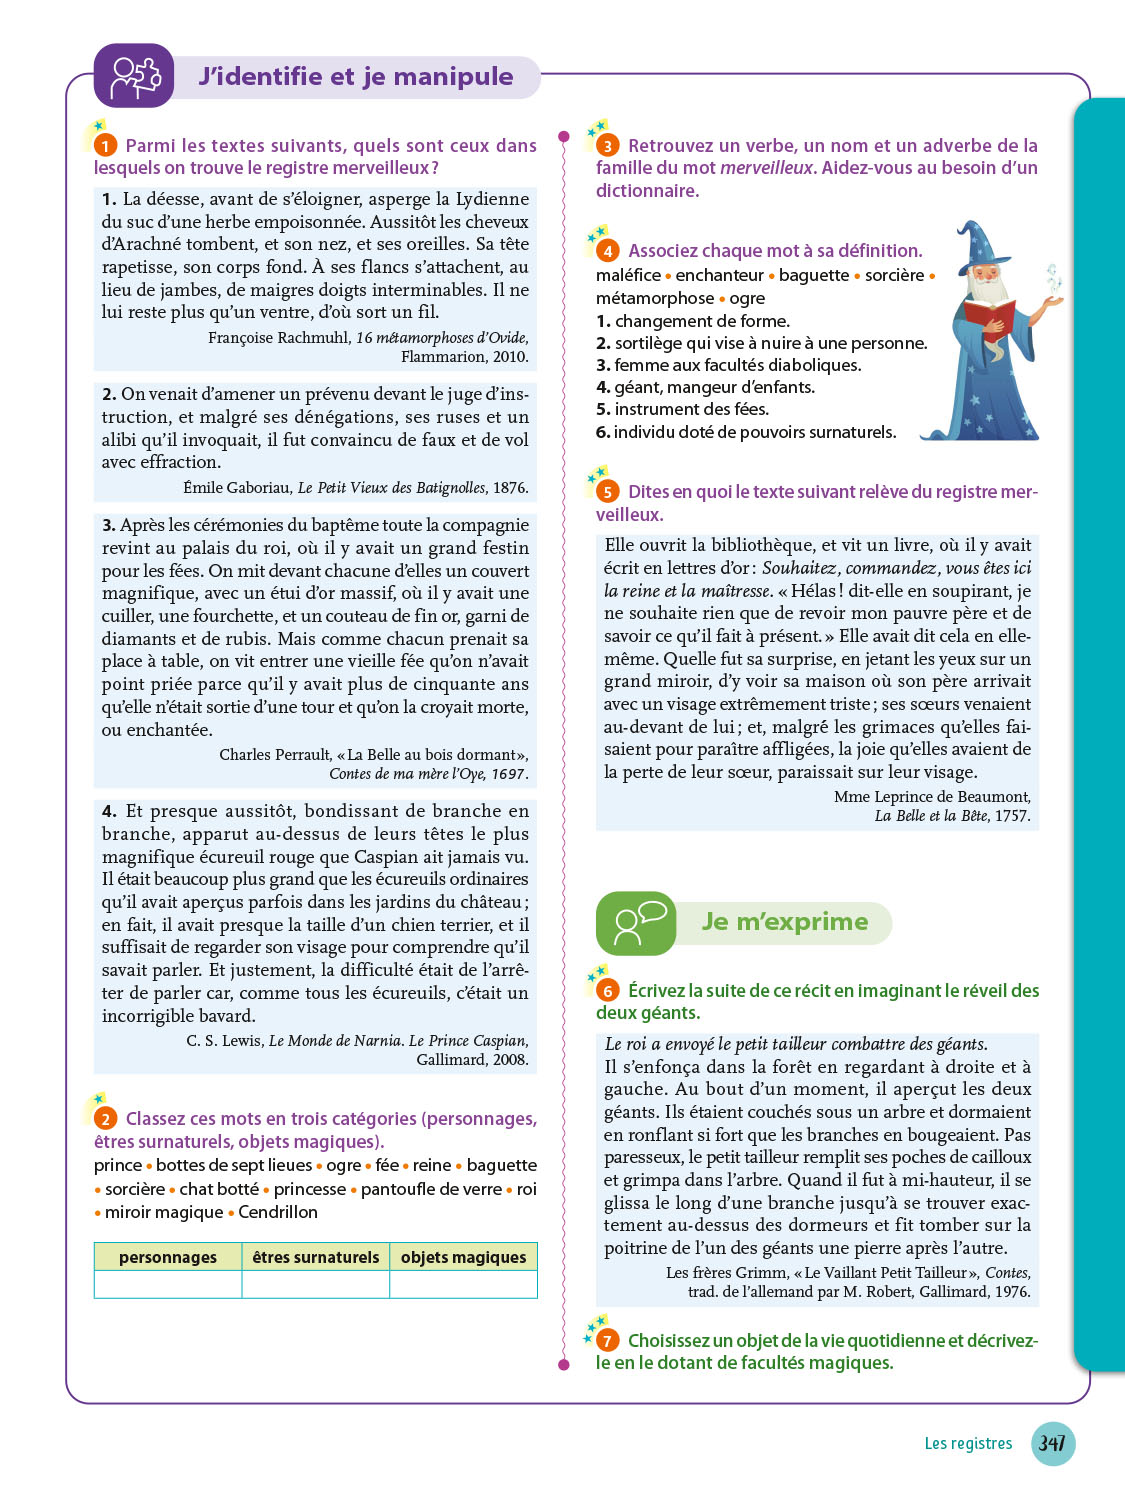 J'identifie et je manipule
1 Parmi les textes suivants, quels sont ceux dans
lesquels on trouve le registre merveilleux ?
1. La déesse, avant de s'éloigner, asperge la Lydienne
du suc d'une herbe empoisonnée. Aussitôt les cheveux
d'Arachné tombent, et son nez, et ses oreilles. Sa tête
rapetisse, son corps fond. À ses flancs s'attachent, au
lieu de jambes, de maigres doigts interminables. Il ne
lui reste plus qu'un ventre, d'où sort un fil.
Françoise Rachmuhl, 16 métamorphoses d'Ovide,
Flammarion, 2010.
2. On venait d'amener un prévenu devant le juge d'ins-
truction, et malgré ses dénégations, ses ruses et un
alibi qu'il invoquait, il fut convaincu de faux et de vol
avec effraction.
Émile Gaboriau, Le Petit Vieux des Batignolles, 1876.
3. Après les cérémonies du baptême toute la compagnie
revint au palais du roi, où il y avait un grand festin
pour les fées. On mit devant chacune d'elles un couvert
magnifique, avec un étui d'or massif, où il y avait une
cuiller, une fourchette, et un couteau de fin or, garni de
diamants et de rubis. Mais comme chacun prenait sa
place à table, on vit entrer une vieille fée qu'on n'avait
point priée parce qu'il y avait plus de cinquante ans
qu'elle n'était sortie d'une tour et qu'on la croyait morte,
ou enchantée.
Charles Perrault, « La Belle au bois dormant »,
Contes de ma mère l'Oye, 1697.
4. Et presque aussitôt, bondissant de branche en
branche, apparut au-dessus de leurs têtes le plus
magnifique écureuil rouge que Caspian ait jamais vu.
Il était beaucoup plus grand que les écureuils ordinaires
qu'il avait aperçus parfois dans les jardins du château ;
en fait, il avait presque la taille d'un chien terrier, et il
suffisait de regarder son visage pour comprendre qu'il
savait parler. Et justement, la difficulté était de l'arrê-
ter de parler car, comme tous les écureuils, c'était un
incorrigible bavard.
C. S. Lewis, Le Monde de Narnia. Le Prince Caspian,
Gallimard, 2008.
2 Classez ces mots en trois catégories (personnages,
êtres surnaturels, objets magiques).
prince • bottes de sept lieues • ogre • fée • reine • baguette
• sorcière • chat botté • princesse • pantoufle de verre • roi
• miroir magique • Cendrillon
personnages êtres surnaturels objets magiques
3 Retrouvez un verbe, un nom et un adverbe de la
famille du mot merveilleux. Aidez-vous au besoin d'un
dictionnaire.
4 Associez chaque mot à sa définition.
maléfice • enchanteur • baguette • sorcière •
métamorphose • ogre
1. changement de forme.
2. sortilège qui vise à nuire à une personne.
3. femme aux facultés diaboliques.
4. géant, mangeur d'enfants.
5. instrument des fées.
6. individu doté de pouvoirs surnaturels.
5 Dites en quoi le texte suivant relève du registre mer-
veilleux.
Elle ouvrit la bibliothèque, et vit un livre, où il y avait
écrit en lettres d'or : Souhaitez, commandez, vous êtes ici
la reine et la maîtresse. « Hélas ! dit-elle en soupirant, je
ne souhaite rien que de revoir mon pauvre père et de
savoir ce qu'il fait à présent. » Elle avait dit cela en elle-
même. Quelle fut sa surprise, en jetant les yeux sur un
grand miroir, d'y voir sa maison où son père arrivait
avec un visage extrêmement triste ; ses sœurs venaient
au-devant de lui ; et, malgré les grimaces qu'elles fai-
saient pour paraître affligées, la joie qu'elles avaient de
la perte de leur sœur, paraissait sur leur visage.
Mme Leprince de Beaumont,
La Belle et la Bête, 1757.
Je m'exprime
6 Écrivez la suite de ce récit en imaginant le réveil des
deux géants.
Le roi a envoyé le petit tailleur combattre des géants.
Il s'enfonça dans la forêt en regardant à droite et à
gauche. Au bout d'un moment, il aperçut les deux
géants. Ils étaient couchés sous un arbre et dormaient
en ronflant si fort que les branches en bougeaient. Pas
paresseux, le petit tailleur remplit ses poches de cailloux
et grimpa dans l'arbre. Quand il fut à mi-hauteur, il se
glissa le long d'une branche jusqu'à se trouver exac-
tement au-dessus des dormeurs et fit tomber sur la
poitrine de l'un des géants une pierre après l'autre.
Les frères Grimm, « Le Vaillant Petit Tailleur », Contes,
trad. de l'allemand par M. Robert, Gallimard, 1976.
7 Choisissez un objet de la vie quotidienne et décrivez-
le en le dotant de facultés magiques.
Les registres 347